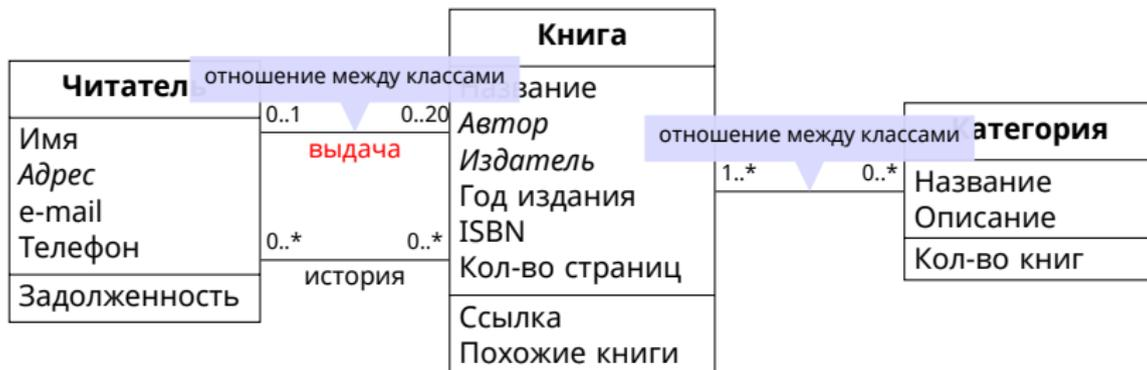 Читатель
Имя
Адрес
e-mail
Телефон
Задолженность
отношение между классами
0..1
0..20
выдача
0..*
0..*
история
Книга
Название
Автор
Издатель
Год издания
ISBN
Кол-во страниц
Ссылка
Похожие книги
отношение между классами
1..*
0..*
Категория
Название
Описание
Кол-во книг